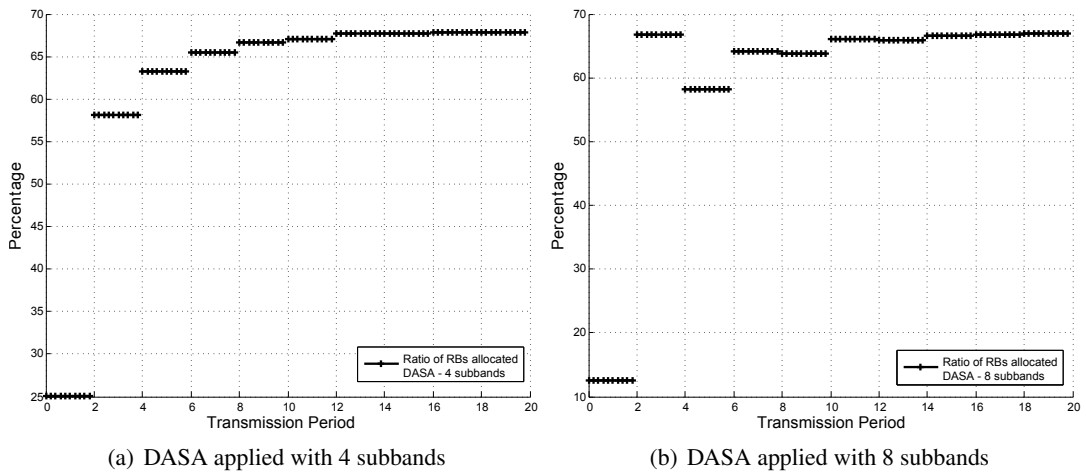 70
65
60
55
50
45
40
35
30
25
0 2 4 6 8 10 12 14 16 18 20
Percentage
Transmission Period
Ratio of RBs allocated
DASA - 4 subbands
(a) DASA applied with 4 subbands
70
60
50
40
30
20
10
0 2 4 6 8 10 12 14 16 18 20
Percentage
Transmission Period
Ratio of RBs allocated
DASA - 8 subbands
(b) DASA applied with 8 subbands